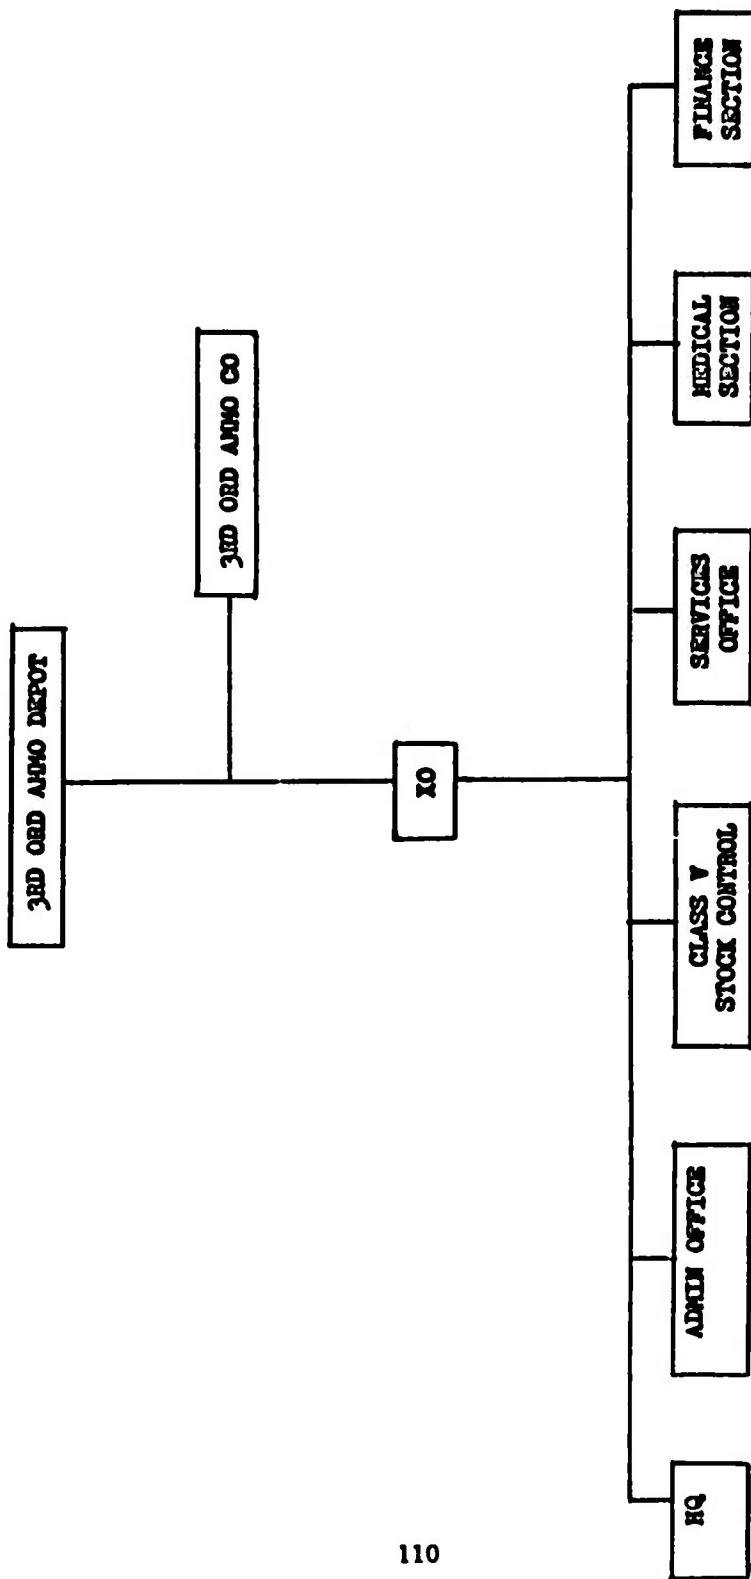 3RD ORD AMMO DEPOT
3RD ORD AMMO CO
XO
HQ
ADMIN OFFICE
CLASS V
STOCK CONTROL
SERVICES
OFFICE
MEDICAL
SECTION
FINANCE
SECTION
110